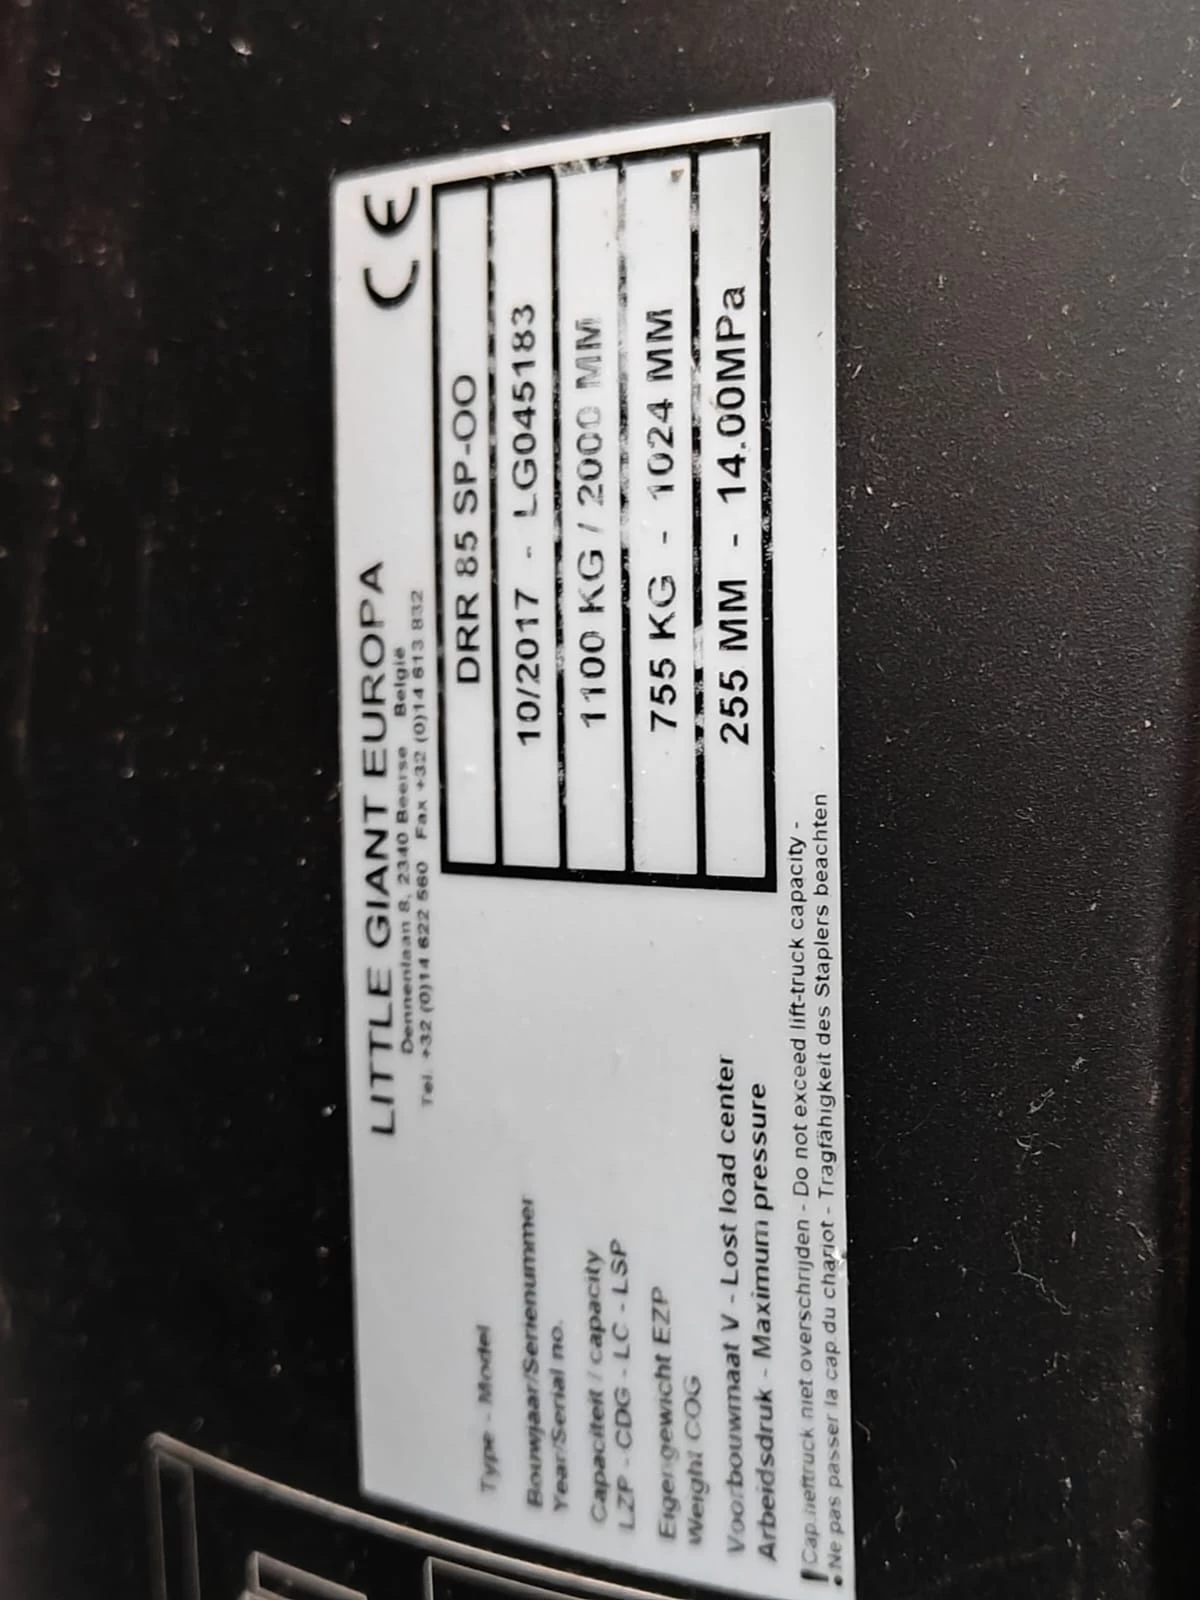 LITTLE GIANT EUROPA
CE
Dennenlaan 8, 2340 Beerse België
Tel. +32 (0)14 622 560 Fax +32 (0)14 613 832
Type - Model
DRR 85 SP-OO
Bouwjaar/Serienummer
Year/Serial no.
10/2017 - LG045183
Capaciteit / capacity
LZP - CDG - LC - LSP
1100 KG / 2000 MM
Eigengewicht EZP
Weight COG
755 KG - 1024 MM
Voorbouwmaat V - Lost load center
Arbeidsdruk - Maximum pressure
255 MM - 14.00MPa
! Cap.heftruck niet overschrijden - Do not exceed lift-truck capacity -
• Ne pas passer la cap du chariot - Tragfähigkeit des Staplers beachten